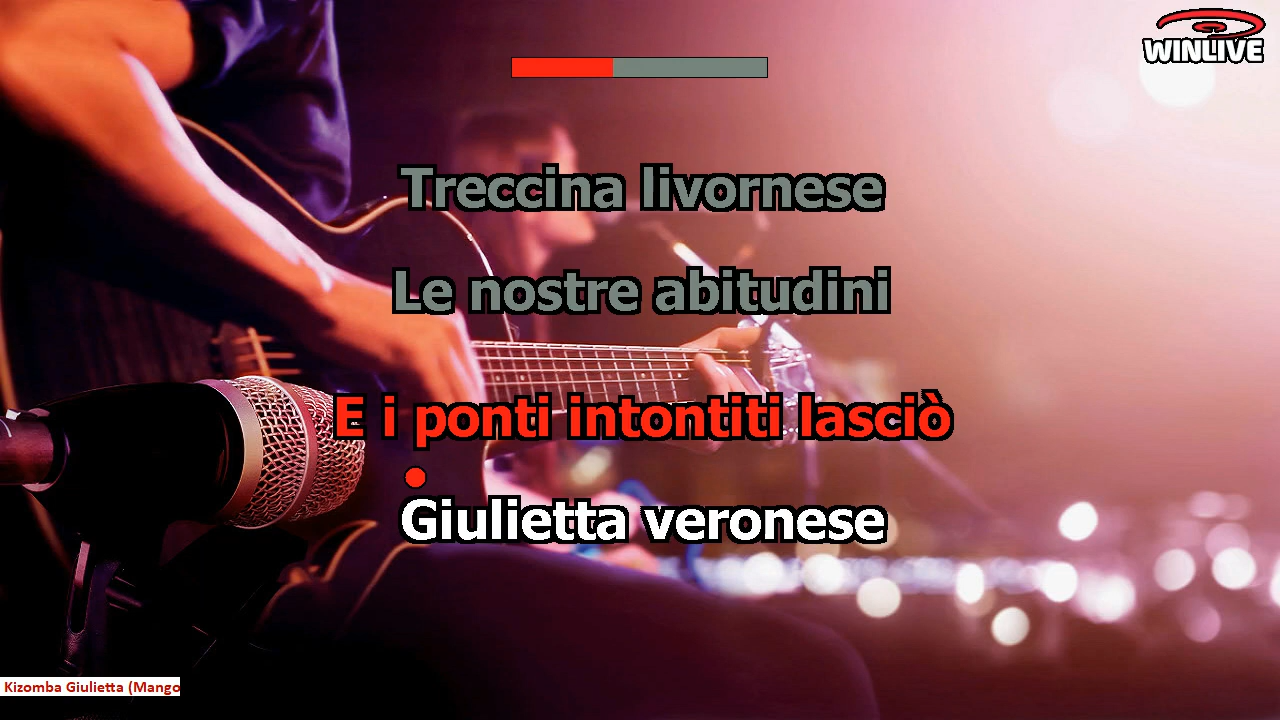 WINLIVE
Treccina livornese
Le nostre abitudini
E i ponti intontiti lasciò
Giulietta veronese
Kizomba Giulietta (Mango